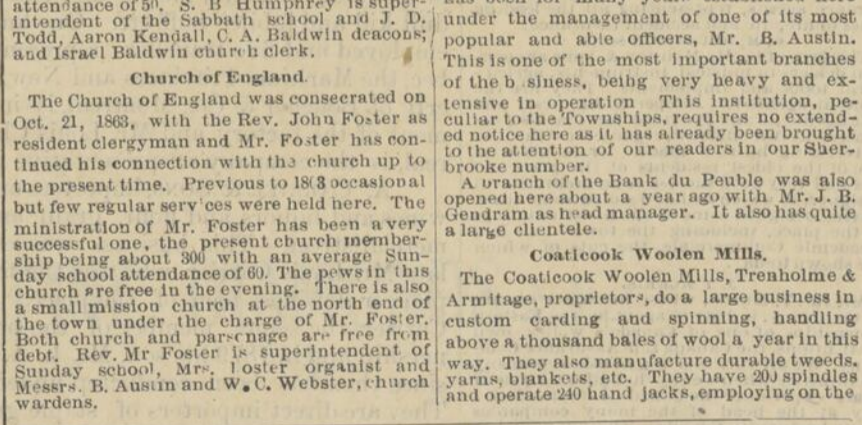 attendance of 50. S. B Humphrey is super-
intendent of the Sabbath school and J. D.
Todd, Aaron Kendall, C. A. Baldwin deacons;
and Israel Baldwin church clerk.
Church of England.
The Church of England was consecrated on
Oct. 21, 1863, with the Rev. John Foster as
resident clergyman and Mr. Foster has con-
tinued his connection with the church up to
the present time. Previous to 1863 occasional
but few regular services were held here. The
ministration of Mr. Foster has been a very
successful one, the present church member-
ship being about 300 with an average Sun-
day school attendance of 60. The pews in this
church are free in the evening. There is also
a small mission church at the north end of
the town under the charge of Mr. Foster.
Both church and parsonage are free from
debt. Rev. Mr Foster is superintendent of
Sunday school, Mrs. Foster organist and
Messrs. B. Austin and W. C. Webster, church
wardens.
under the management of one of its most
popular and able officers, Mr. B. Austin.
This is one of the most important branches
of the b siness, being very heavy and ex-
tensive in operation This institution, pe-
culiar to the Townships, requires no extend-
ed notice here as it has already been brought
to the attention of our readers in our Sher-
brooke number.
A branch of the Bank du Peuble was also
opened here about a year ago with Mr. J. B.
Gendram as head manager. It also has quite
a large clientele.
Coaticook Woolen Mills.
The Coaticook Woolen Mills, Trenholme &
Armitage, proprietors, do a large business in
custom carding and spinning, handling
above a thousand bales of wool a year in this
way. They also manufacture durable tweeds,
yarns, blankets, etc. They have 200 spindles
and operate 240 hand jacks, employing on the